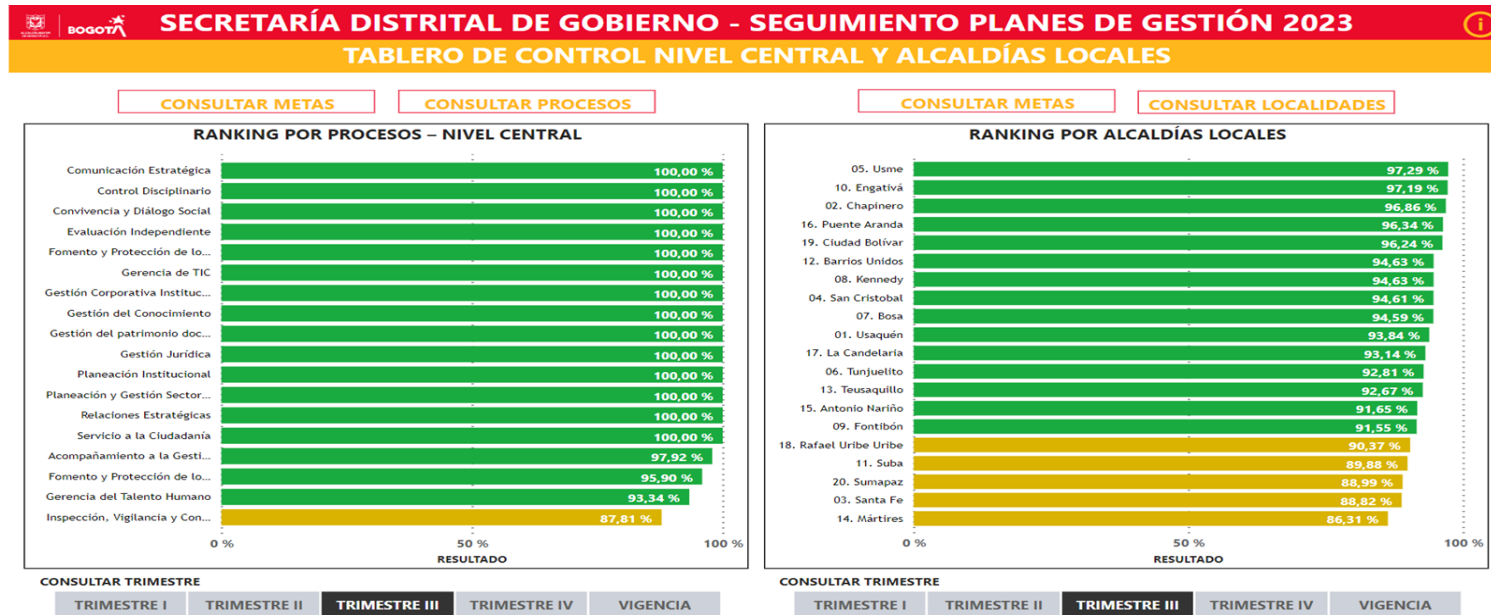 BOGOTÁ
SECRETARÍA DISTRITAL DE GOBIERNO - SEGUIMIENTO PLANES DE GESTIÓN 2023
i
TABLERO DE CONTROL NIVEL CENTRAL Y ALCALDÍAS LOCALES
CONSULTAR METAS
CONSULTAR PROCESOS
RANKING POR PROCESOS – NIVEL CENTRAL
Comunicación Estratégica 100,00 %
Control Disciplinario 100,00 %
Convivencia y Diálogo Social 100,00 %
Evaluación Independiente 100,00 %
Fomento y Protección de lo... 100,00 %
Gerencia de TIC 100,00 %
Gestión Corporativa Instituc... 100,00 %
Gestión del Conocimiento 100,00 %
Gestión del patrimonio doc... 100,00 %
Gestión Jurídica 100,00 %
Planeación Institucional 100,00 %
Planeación y Gestión Sector... 100,00 %
Relaciones Estratégicas 100,00 %
Servicio a la Ciudadanía 100,00 %
Acompañamiento a la Gesti... 97,92 %
Fomento y Protección de lo... 95,90 %
Gerencia del Talento Humano 93,34 %
Inspección, Vigilancia y Con... 87,81 %
0 % 50 % 100 %
RESULTADO
CONSULTAR TRIMESTRE
TRIMESTRE I TRIMESTRE II TRIMESTRE III TRIMESTRE IV VIGENCIA
CONSULTAR METAS
CONSULTAR LOCALIDADES
RANKING POR ALCALDÍAS LOCALES
05. Usme 97,29 %
10. Engativá 97,19 %
02. Chapinero 96,86 %
16. Puente Aranda 96,34 %
19. Ciudad Bolívar 96,24 %
12. Barrios Unidos 94,63 %
08. Kennedy 94,63 %
04. San Cristobal 94,61 %
07. Bosa 94,59 %
01. Usaquén 93,84 %
17. La Candelaria 93,14 %
06. Tunjuelito 92,81 %
13. Teusaquillo 92,67 %
15. Antonio Nariño 91,65 %
09. Fontibón 91,55 %
18. Rafael Uribe Uribe 90,37 %
11. Suba 89,88 %
20. Sumapaz 88,99 %
03. Santa Fe 88,82 %
14. Mártires 86,31 %
0 % 50 % 100 %
RESULTADO
CONSULTAR TRIMESTRE
TRIMESTRE I TRIMESTRE II TRIMESTRE III TRIMESTRE IV VIGENCIA